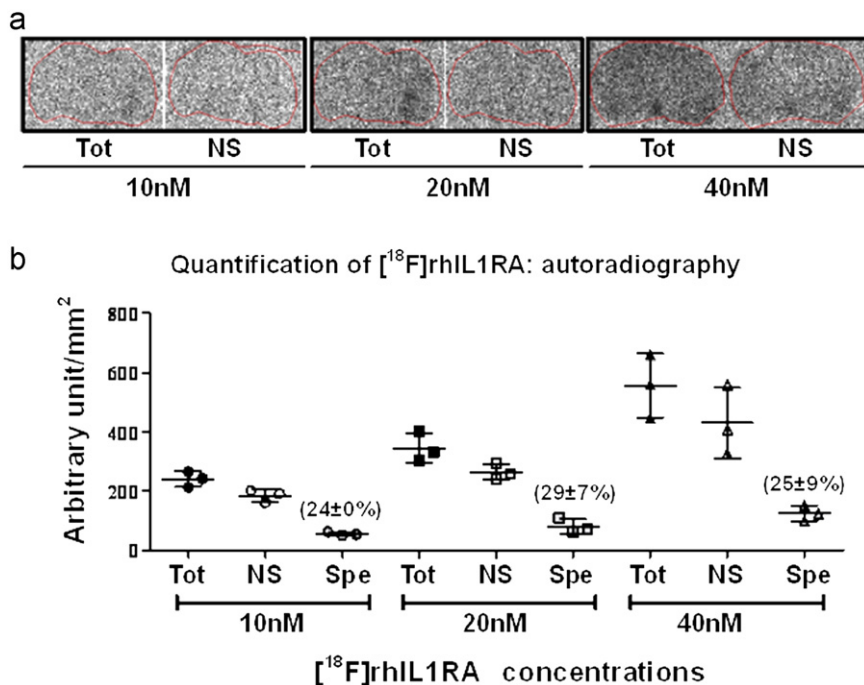 a
Tot NS Tot NS Tot NS
10nM 20nM 40nM
b
Quantification of [¹⁸F]rhIL1RA: autoradiography
Arbitrary unit/mm²
800
600
400
200
0
(24±0%)
(29±7%)
(25±9%)
Tot NS Spe Tot NS Spe Tot NS Spe
10nM 20nM 40nM
[¹⁸F]rhIL1RA concentrations